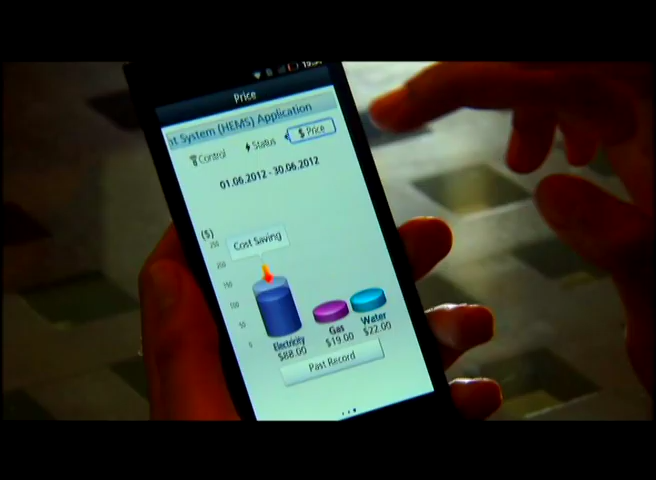 Price
st System (HEMS) Application
Control Status $ Price
01.06.2012 - 30.06.2012
($)
250
200
150
100
50
0
Cost Saving
Electricity Gas Water
$88.00 $19.00 $22.00
Past Record